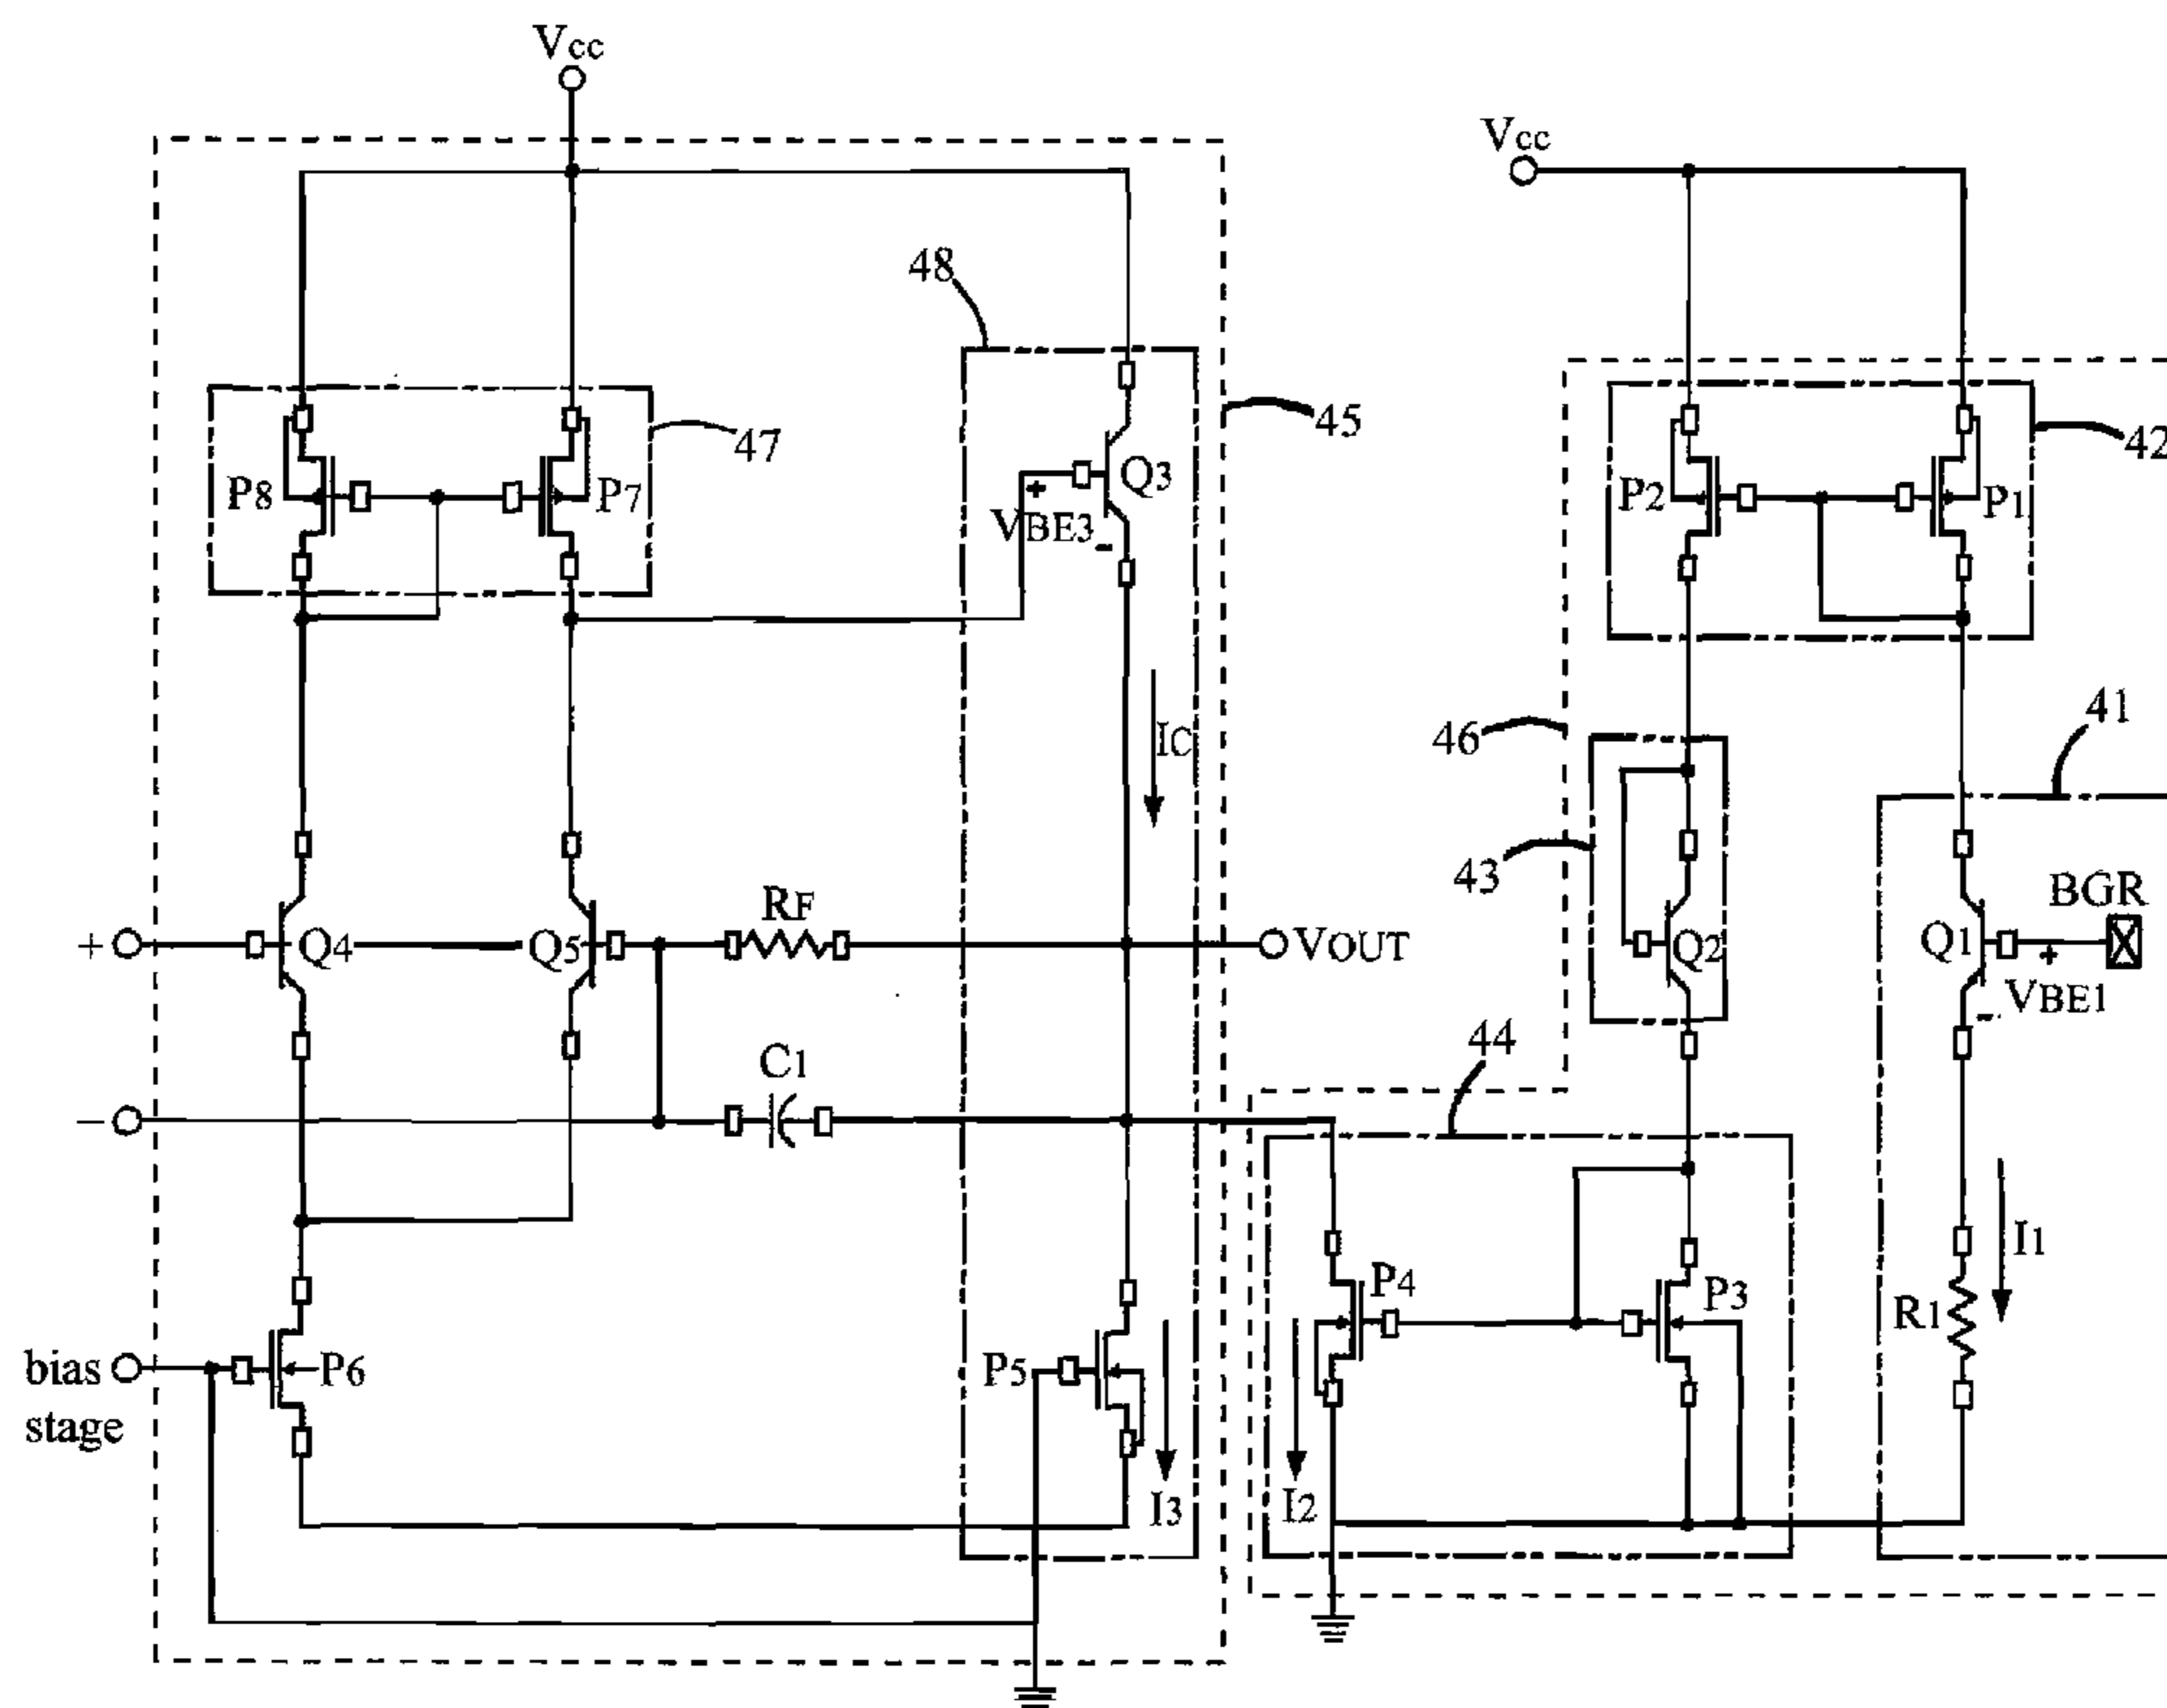 Vcc
Vcc
48
45
42
47
P8
P7
Q3
P2
P1
+
VBE3
-
41
46
IC
43
BGR
RF
+
Q4
Q5
VOUT
Q2
Q1
+
VBE1
-
44
C1
–
I1
P4
P3
R1
bias
stage
P6
P5
I3
I2